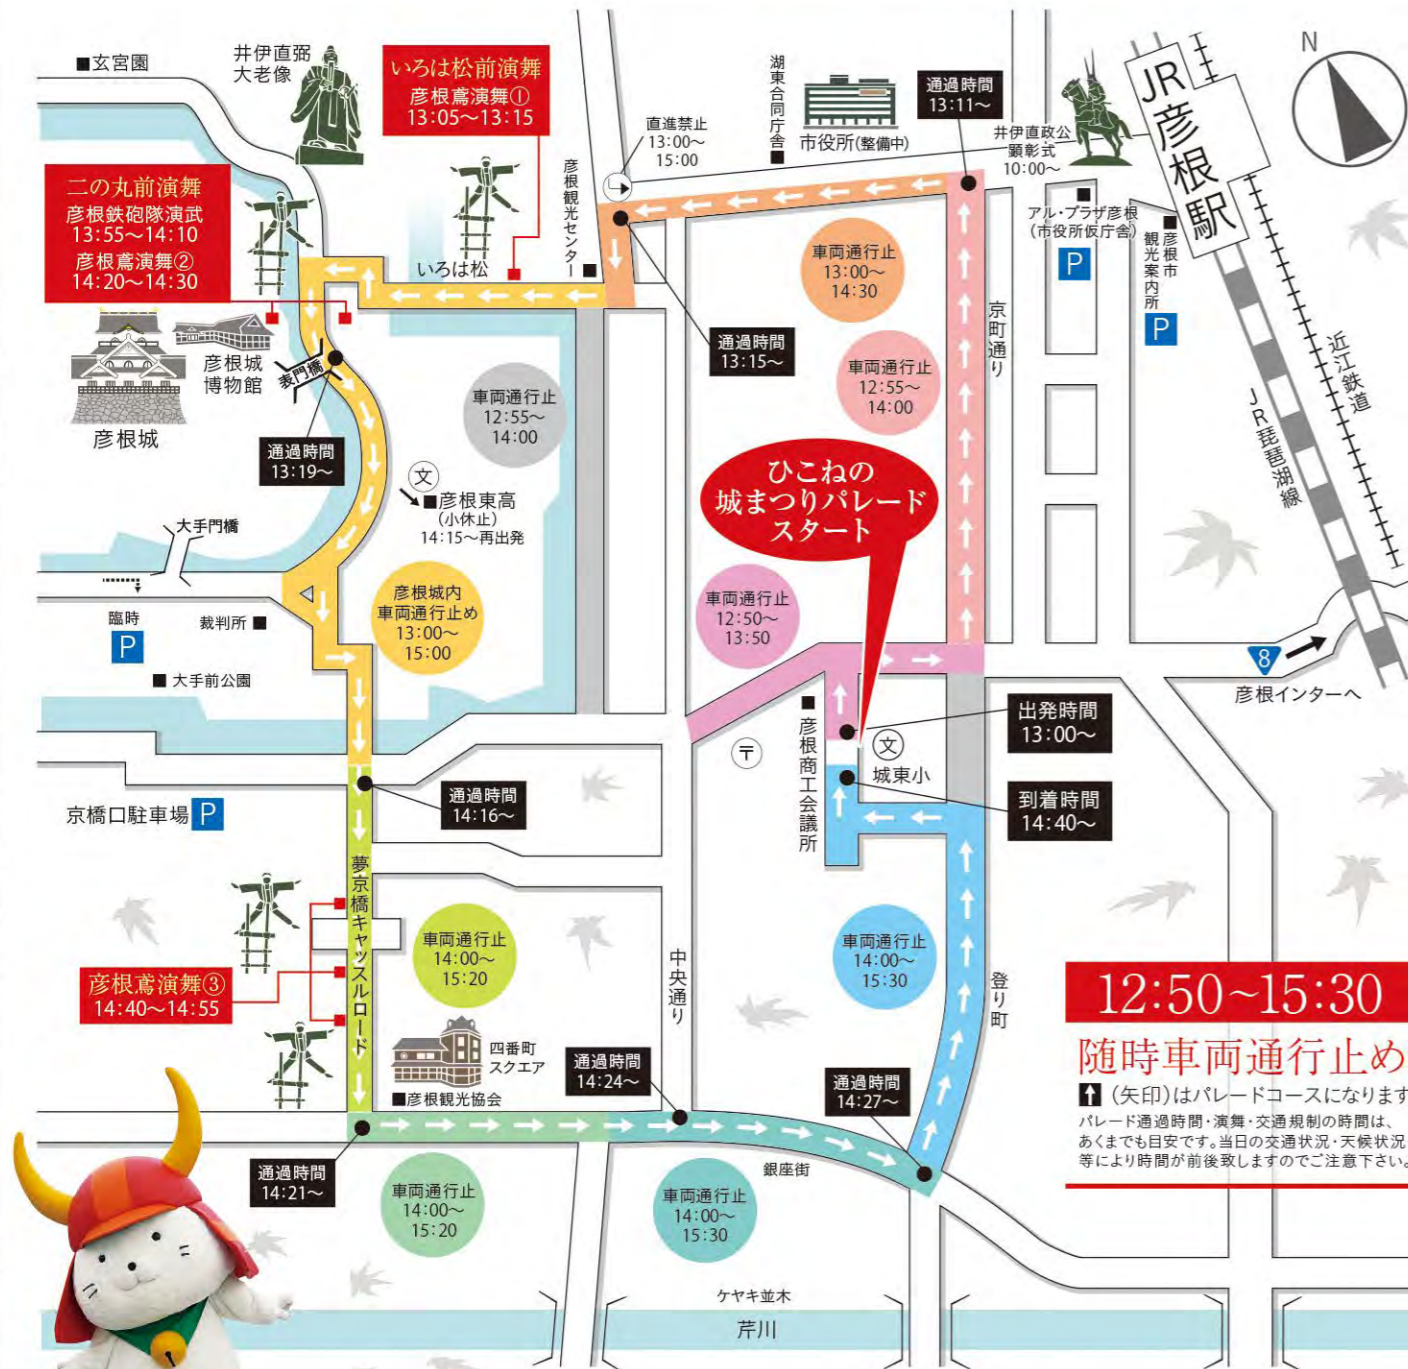 ■玄宮園
井伊直弼
大老像
いろは松前演舞
彦根鳶演舞①
13:05～13:15
直進禁止
13:00～
15:00
湖東合同庁舎■
市役所(整備中)
通過時間
13:11～
井伊直政公
顕彰式
10:00～
JR彦根駅
N
二の丸前演舞
彦根鉄砲隊演武
13:55～14:10
彦根鳶演舞②
14:20～14:30
いろは松
彦根観光センター■
アル・プラザ彦根
(市役所仮庁舎)
P
■彦根市
観光案内所
P
車両通行止
13:00～
14:30
京町通り
近江鉄道
JR琵琶湖線
彦根城
彦根城
博物館
表門橋
通過時間
13:15～
車両通行止
12:55～
14:00
車両通行止
12:55～
14:00
通過時間
13:19～
文
■彦根東高
(小休止)
14:15～再出発
ひこねの
城まつりパレード
スタート
大手門橋
臨時
P
裁判所■
■大手前公園
彦根城内
車両通行止め
13:00～
15:00
車両通行止
12:50～
13:50
8
彦根インターへ
出発時間
13:00～
〒
■彦根商工会議所
文
城東小
到着時間
14:40～
京橋口駐車場 P
通過時間
14:16～
夢京橋キャッスルロード
車両通行止
14:00～
15:20
中央通り
車両通行止
14:00～
15:30
登り町
彦根鳶演舞③
14:40～14:55
四番町
スクエア
■彦根観光協会
通過時間
14:24～
通過時間
14:27～
通過時間
14:21～
車両通行止
14:00～
15:20
車両通行止
14:00～
15:30
銀座街
12:50～15:30
随時車両通行止め
(矢印)はパレードコースになります
パレード通過時間・演舞・交通規制の時間は、
あくまでも目安です。当日の交通状況・天候状況
等により時間が前後致しますのでご注意下さい。
ケヤキ並木
芹川